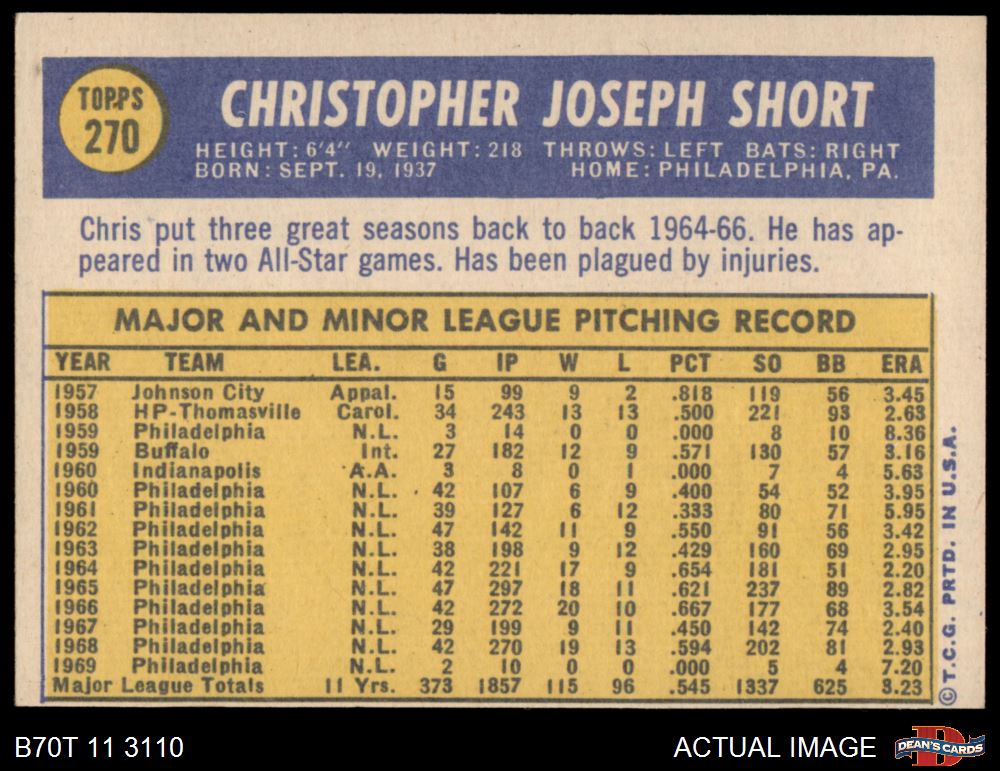 TOPPS
270
CHRISTOPHER JOSEPH SHORT
HEIGHT: 6'4" WEIGHT: 218 THROWS: LEFT BATS: RIGHT
BORN: SEPT. 19, 1937 HOME: PHILADELPHIA, PA.
Chris put three great seasons back to back 1964-66. He has ap-
peared in two All-Star games. Has been plagued by injuries.
MAJOR AND MINOR LEAGUE PITCHING RECORD
YEAR TEAM LEA. G IP W L PCT SO BB ERA
1957 Johnson City Appal. 15 99 9 2 .818 119 56 3.45
1958 HP-Thomasville Carol. 34 243 13 13 .500 221 93 2.63
1959 Philadelphia N.L. 3 14 0 0 .000 8 10 8.36
1959 Buffalo Int. 27 182 12 9 .571 130 57 3.16
1960 Indianapolis A.A. 3 8 0 1 .000 7 4 5.63
1960 Philadelphia N.L. 42 107 6 9 .400 54 52 3.95
1961 Philadelphia N.L. 39 127 6 12 .333 80 71 5.95
1962 Philadelphia N.L. 47 142 11 9 .550 91 56 3.42
1963 Philadelphia N.L. 38 198 9 12 .429 160 69 2.95
1964 Philadelphia N.L. 42 221 17 9 .654 181 51 2.20
1965 Philadelphia N.L. 47 297 18 11 .621 237 89 2.82
1966 Philadelphia N.L. 42 272 20 10 .667 177 68 3.54
1967 Philadelphia N.L. 29 199 9 11 .450 142 74 2.40
1968 Philadelphia N.L. 42 270 19 13 .594 202 81 2.93
1969 Philadelphia N.L. 2 10 0 0 .000 5 4 7.20
Major League Totals 11 Yrs. 373 1857 115 96 .545 1337 625 3.23
© T.C.G. PRTD. IN U.S.A.
B70T 11 3110 ACTUAL IMAGE
DEAN'S CARDS